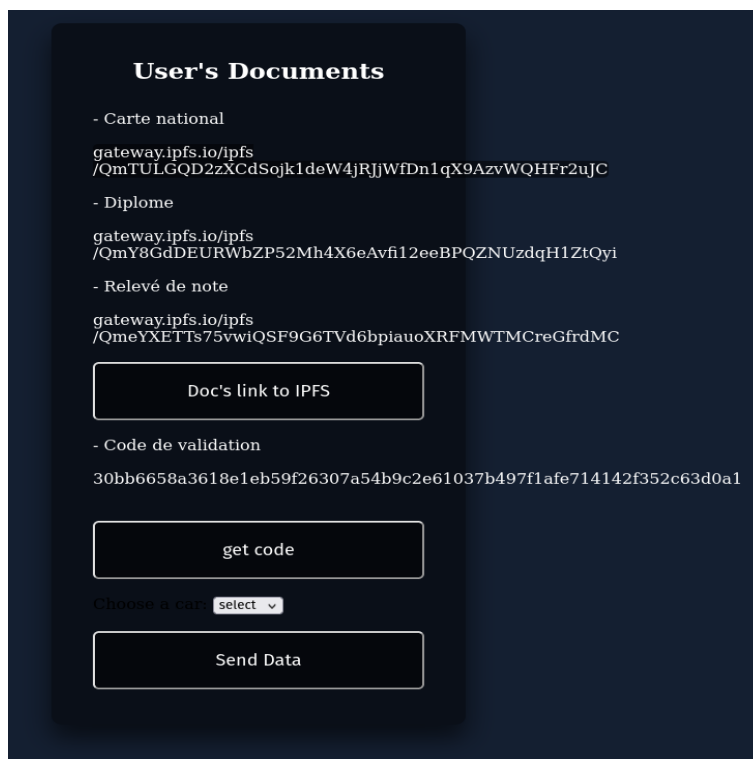 User's Documents
- Carte national
gateway.ipfs.io/ipfs
/QmTULGQD2zXCdSojk1deW4jRJjWfDn1qX9AzvWQHFr2uJC
- Diplome
gateway.ipfs.io/ipfs
/QmY8GdDEURWbZP52Mh4X6eAvfi12eeBPQZNUzdqH1ZtQyi
- Relevé de note
gateway.ipfs.io/ipfs
/QmeYXETTs75vwiQSF9G6TVd6bpiauoXRFMWTMCreGfrdMC
Doc's link to IPFS
- Code de validation
30bb6658a3618e1eb59f26307a54b9c2e61037b497f1afe714142f352c63d0a1
get code
Choose a car: select
Send Data